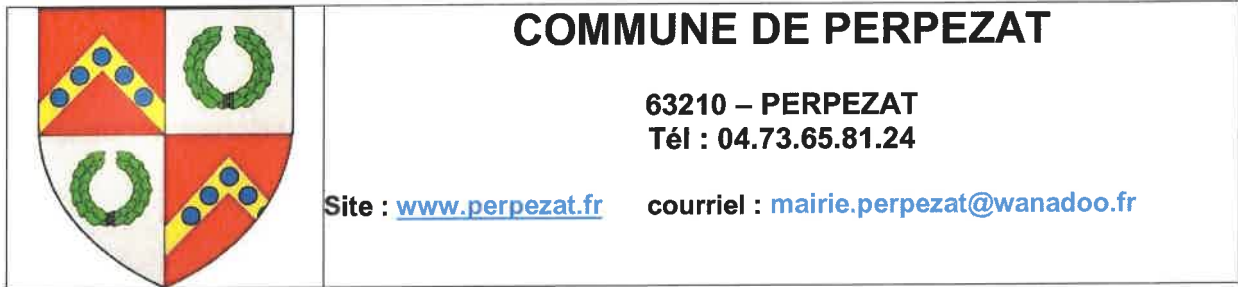 COMMUNE DE PERPEZAT
63210 – PERPEZAT
Tél : 04.73.65.81.24
Site : www.perpezat.fr courriel : mairie.perpezat@wanadoo.fr